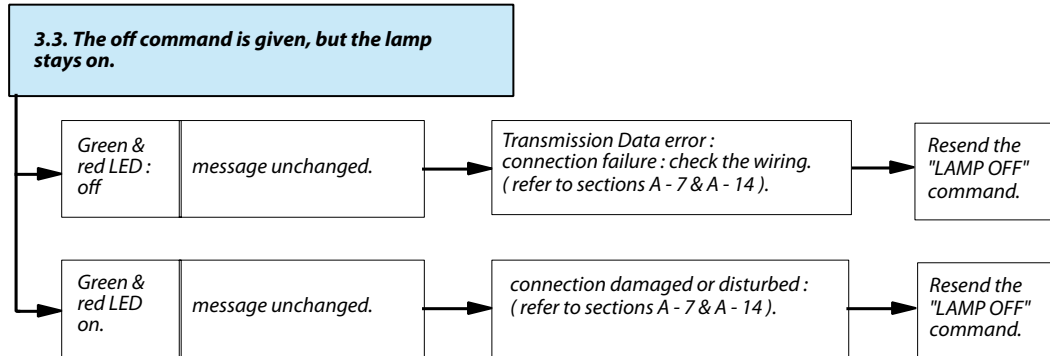 3.3. The off command is given, but the lamp
stays on.
Green &
red LED :
off
message unchanged.
Transmission Data error :
connection failure : check the wiring.
( refer to sections A - 7 & A - 14 ).
Resend the
"LAMP OFF"
command.
Green &
red LED
on.
message unchanged.
connection damaged or disturbed :
( refer to sections A - 7 & A - 14 ).
Resend the
"LAMP OFF"
command.